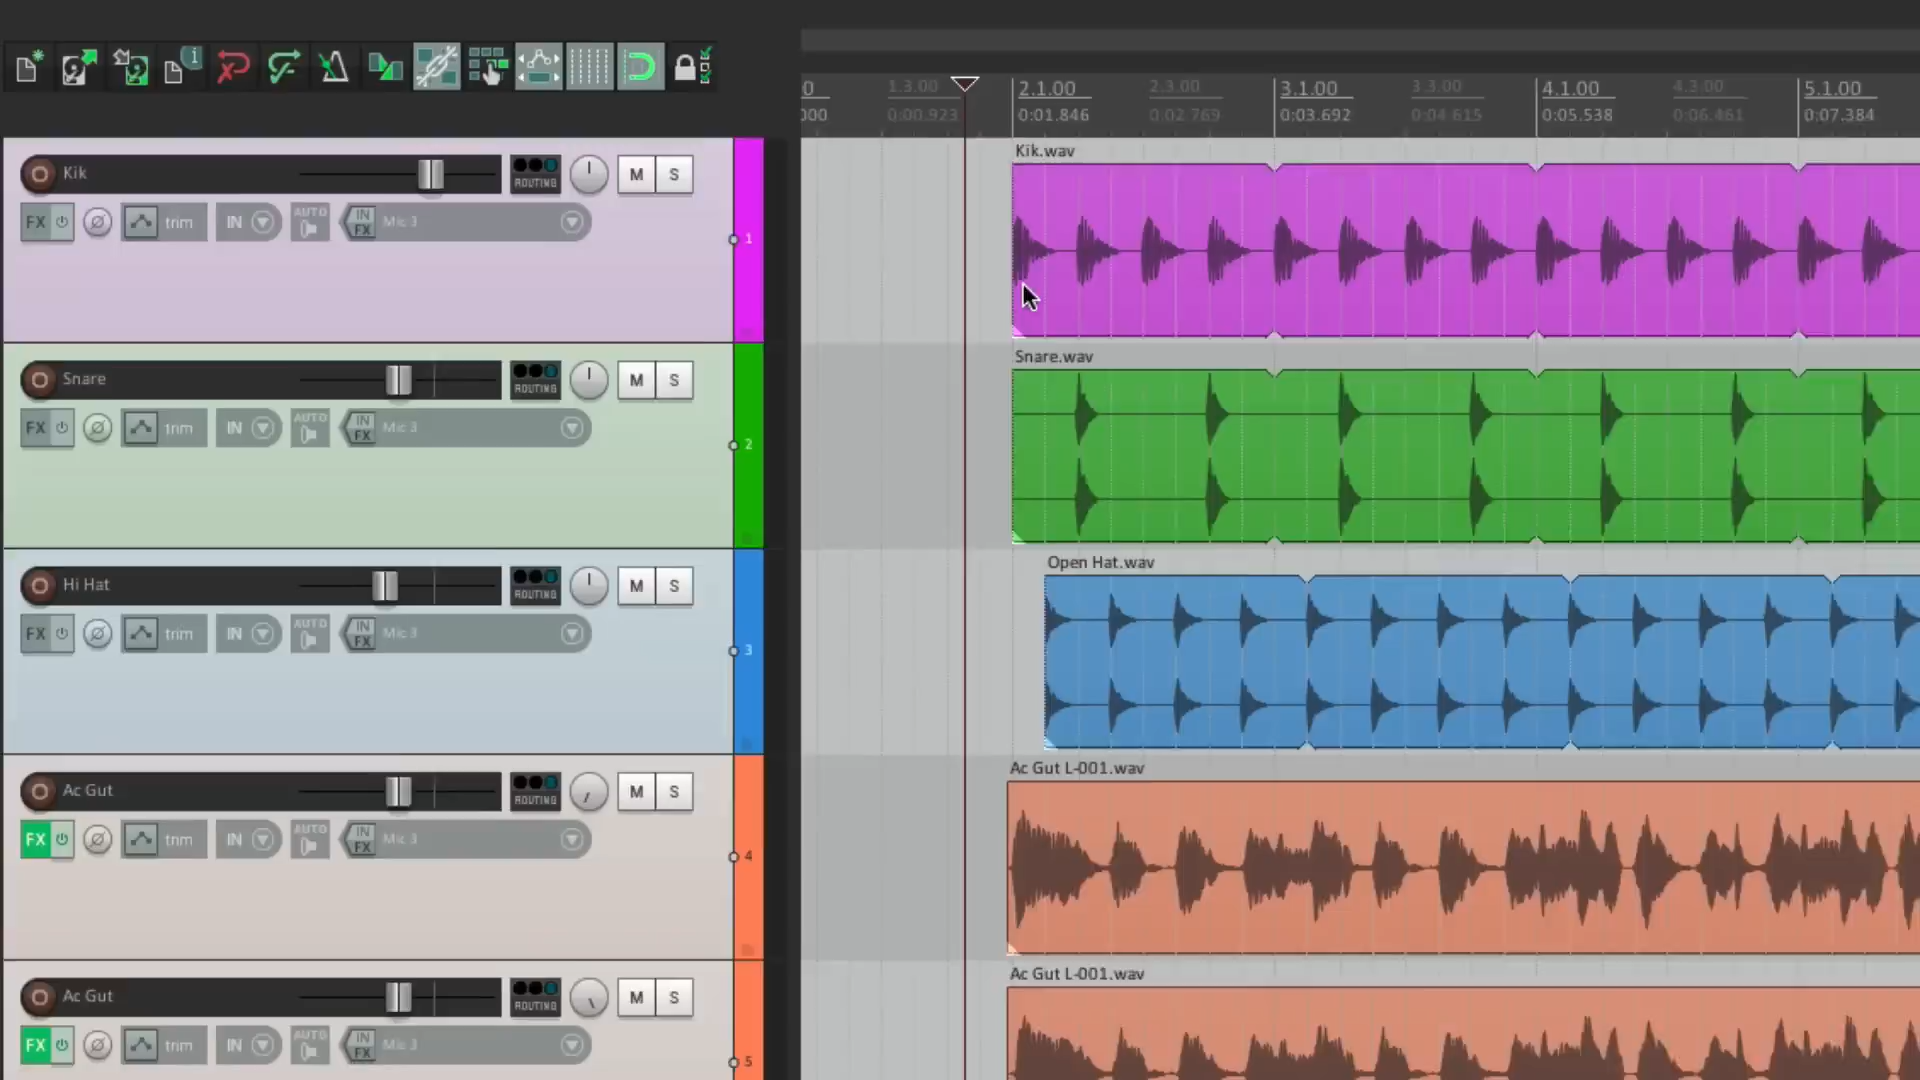 0 1.3.00 2.1.00 2.3.00 3.1.00 3.3.00 4.1.00 4.3.00 5.1.00
000 0:00.923 0:01.846 0:02.769 0:03.692 0:04.615 0:05.538 0:06.461 0:07.384
Kik ROUTING M S
FX trim IN AUTO IN FX Mic 3
1
Kik.wav
Snare ROUTING M S
FX trim IN AUTO IN FX Mic 3
2
Snare.wav
Hi Hat ROUTING M S
FX trim IN AUTO IN FX Mic 3
3
Open Hat.wav
Ac Gut ROUTING M S
FX trim IN AUTO IN FX Mic 3
4
Ac Gut L-001.wav
Ac Gut ROUTING M S
FX trim IN AUTO IN FX Mic 3
5
Ac Gut L-001.wav